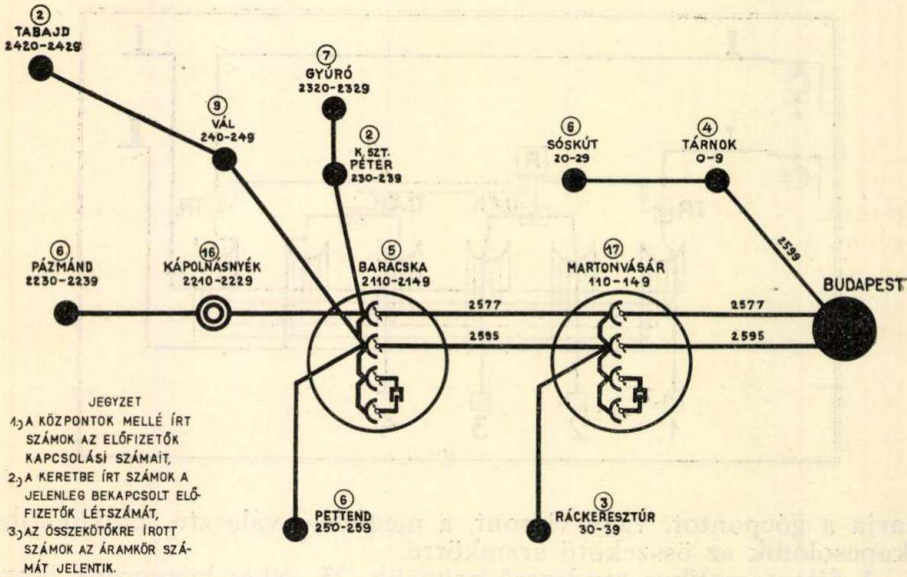 2
TABAJD
2420-2429
9
VÁL
240-249
7
GYÚRÓ
2320-2329
2
K. SZT.
PÉTER
230-239
6
SÓSKÚT
20-29
4
TÁRNOK
0-9
2599
6
PÁZMÁND
2230-2239
KÁPOLNÁSNYÉK
2210-2229
5
BARACSKA
2110-2149
17
MARTONVÁSÁR
110-149
BUDAPEST
2577
2577
2595
2595
6
PETTEND
250-259
3
RÁCKERESZTÚR
30-39
JEGYZET
1.) A KÖZPONTOK MELLÉ ÍRT
SZÁMOK AZ ELŐFIZETŐK
KAPCSOLÁSI SZÁMAIT,
2.) A KERETBE ÍRT SZÁMOK A
JELENLEG BEKAPCSOLT ELŐ-
FIZETŐK LÉTSZÁMÁT,
3.) AZ ÖSSZEKÖTŐKRE ÍROTT
SZÁMOK AZ ÁRAMKÖR SZÁ-
MÁT JELENTIK.